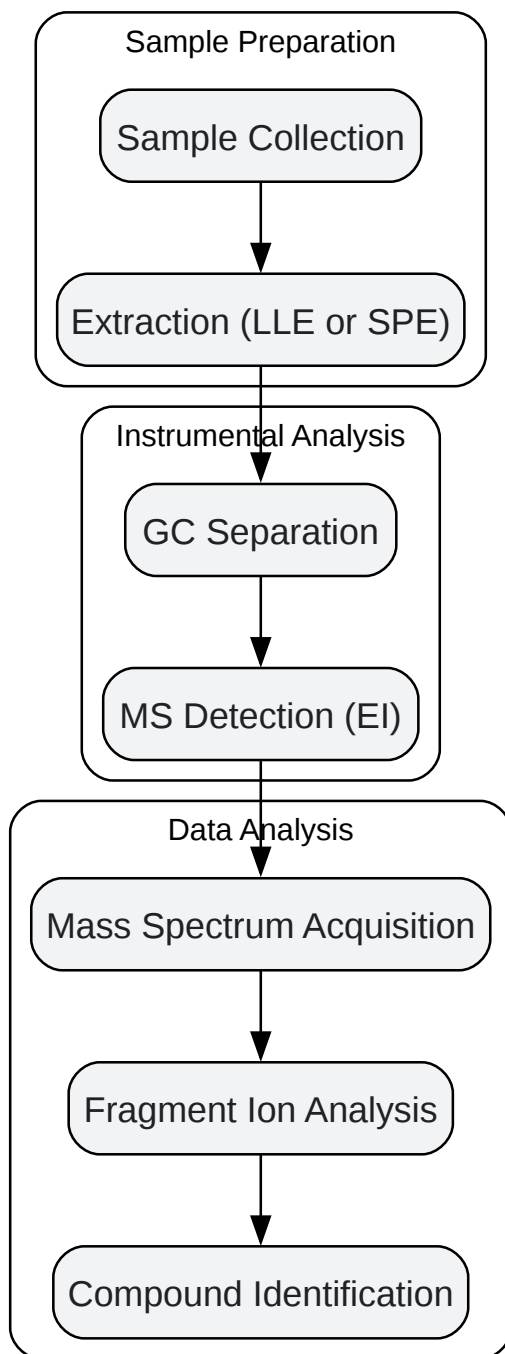 Sample Preparation
Sample Collection
Extraction (LLE or SPE)
Instrumental Analysis
GC Separation
MS Detection (EI)
Data Analysis
Mass Spectrum Acquisition
Fragment Ion Analysis
Compound Identification